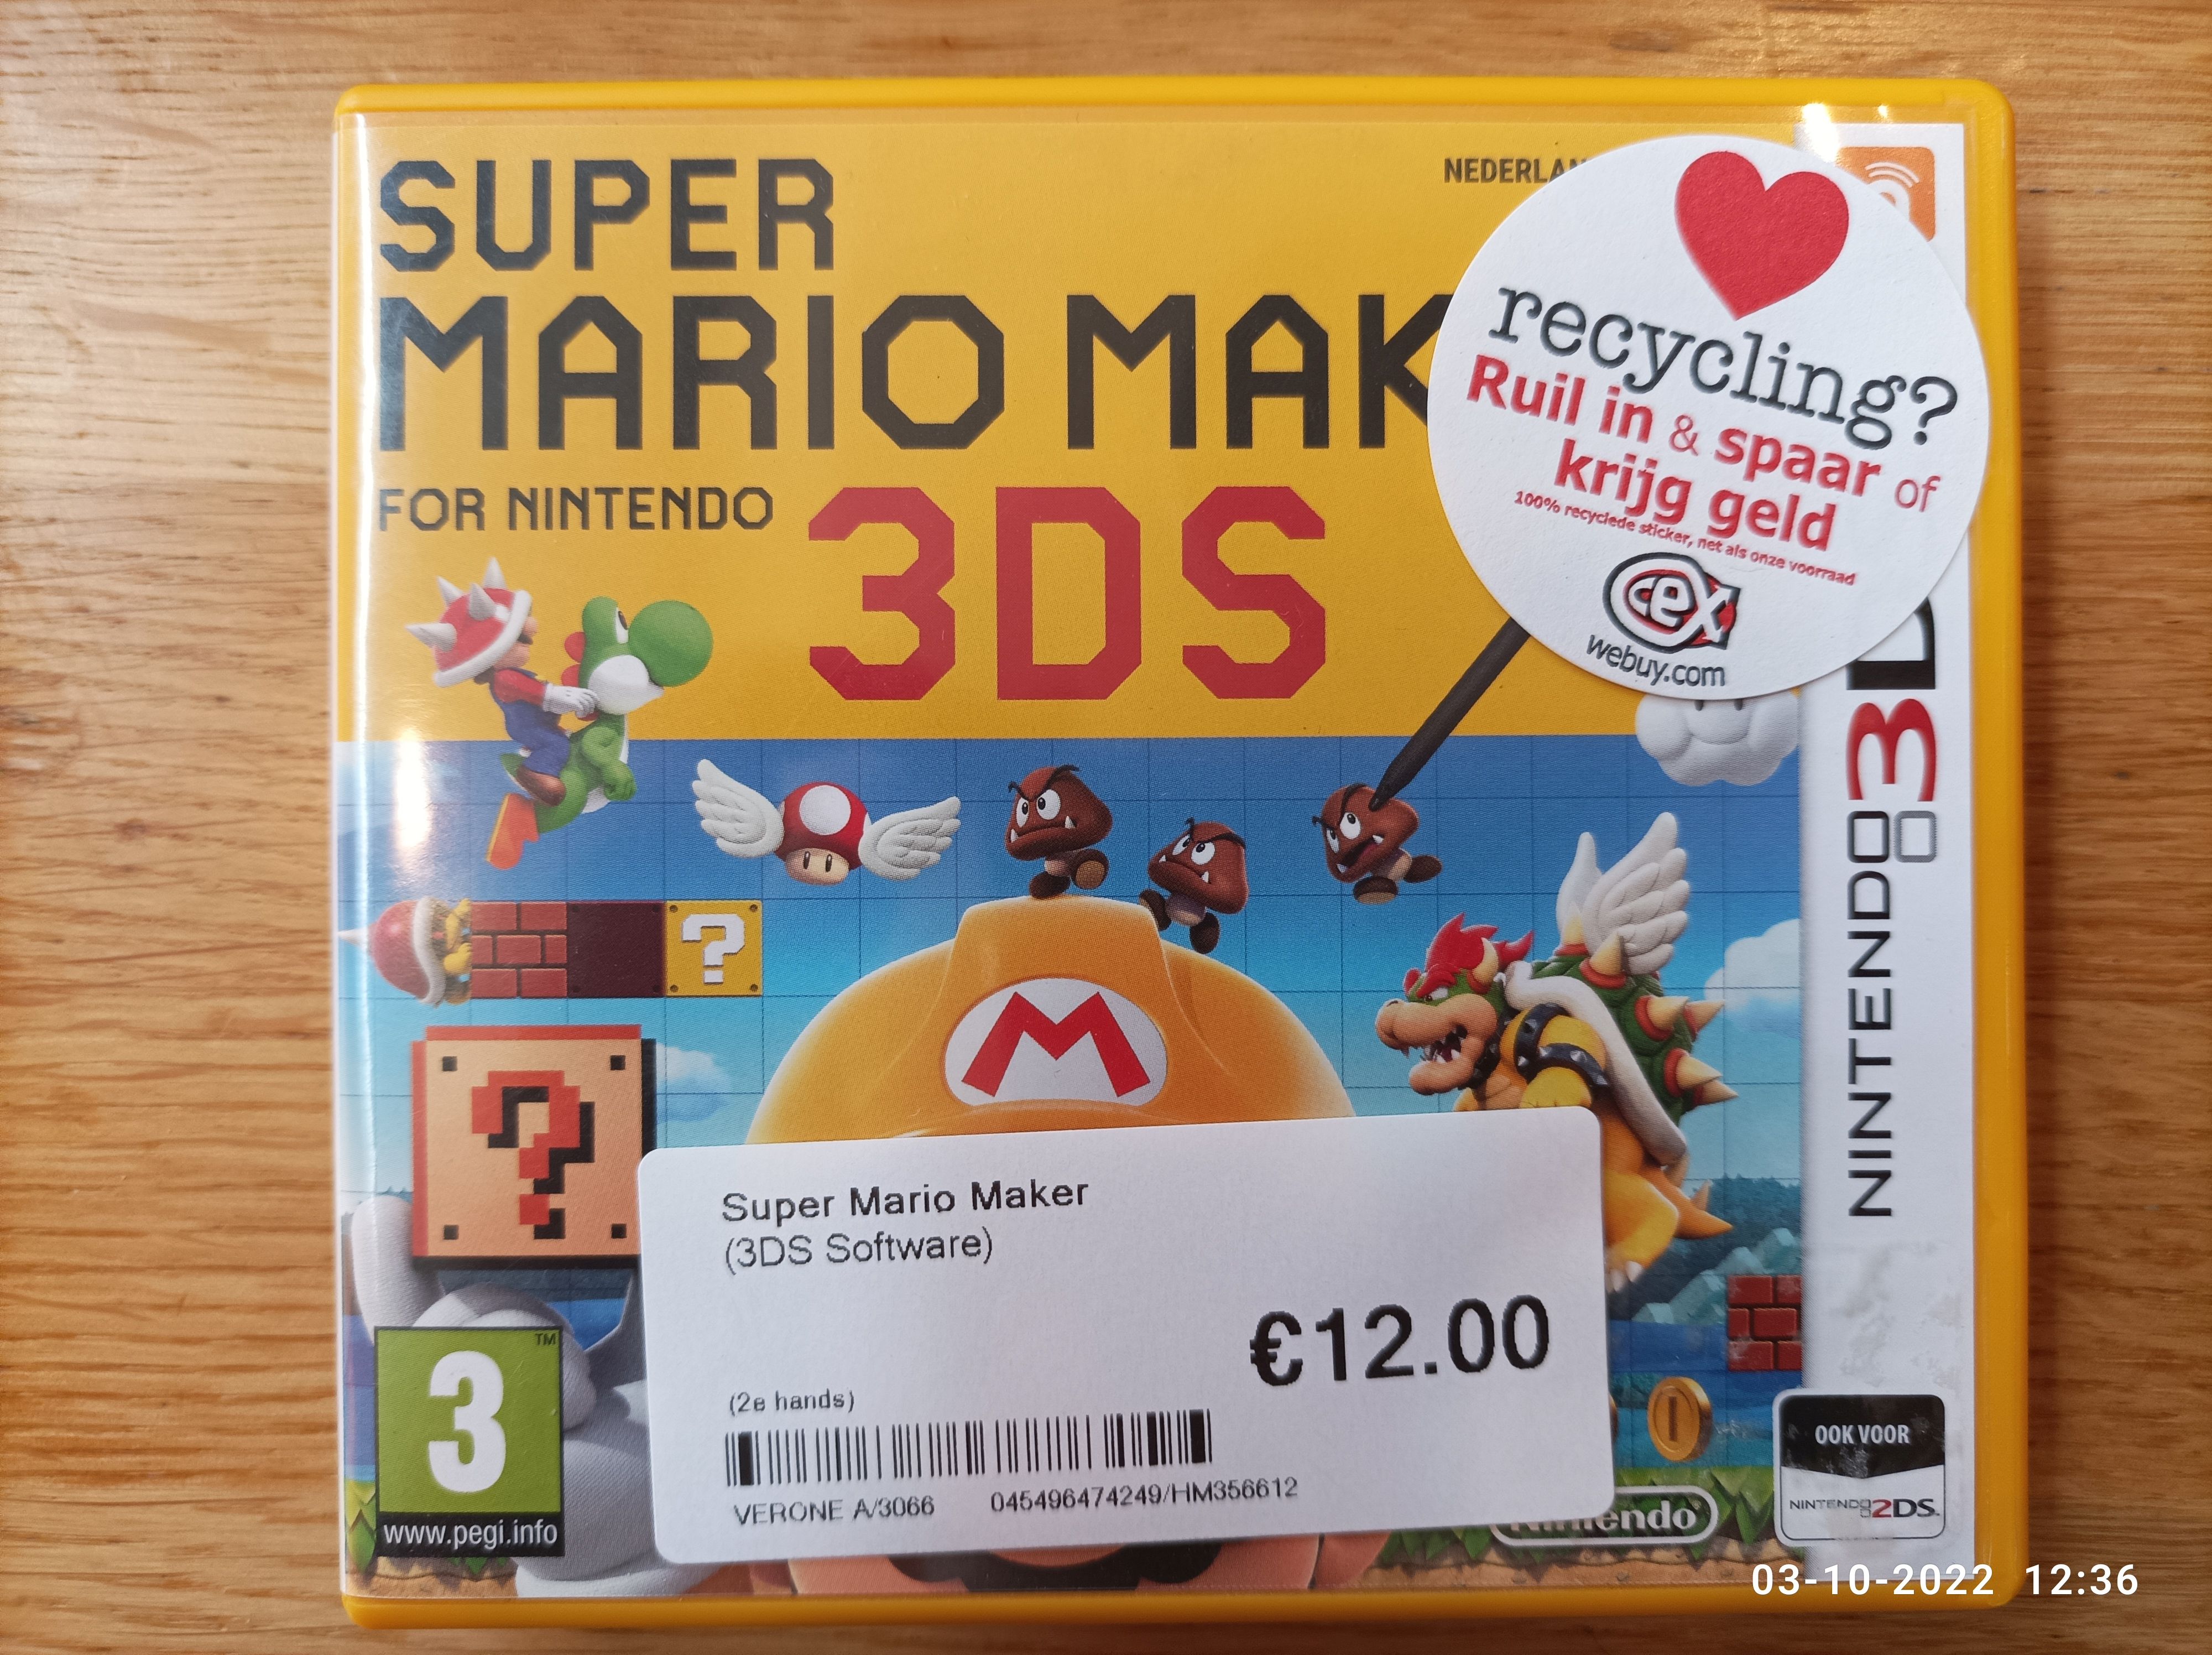 SUPER
MARIO MAK
FOR NINTENDO 3DS
NEDERLAN
recycling?
Ruil in & spaar of
krijg geld
100% recyclede sticker, net als onze voorraad
cex
webuy.com
NINTENDO 3D
M
Super Mario Maker
(3DS Software)
€12.00
(2e hands)
VERONE A/3066 045496474249/HM356612
3
TM
www.pegi.info
Nintendo
OOK VOOR
NINTENDO 2DS
03-10-2022 12:36